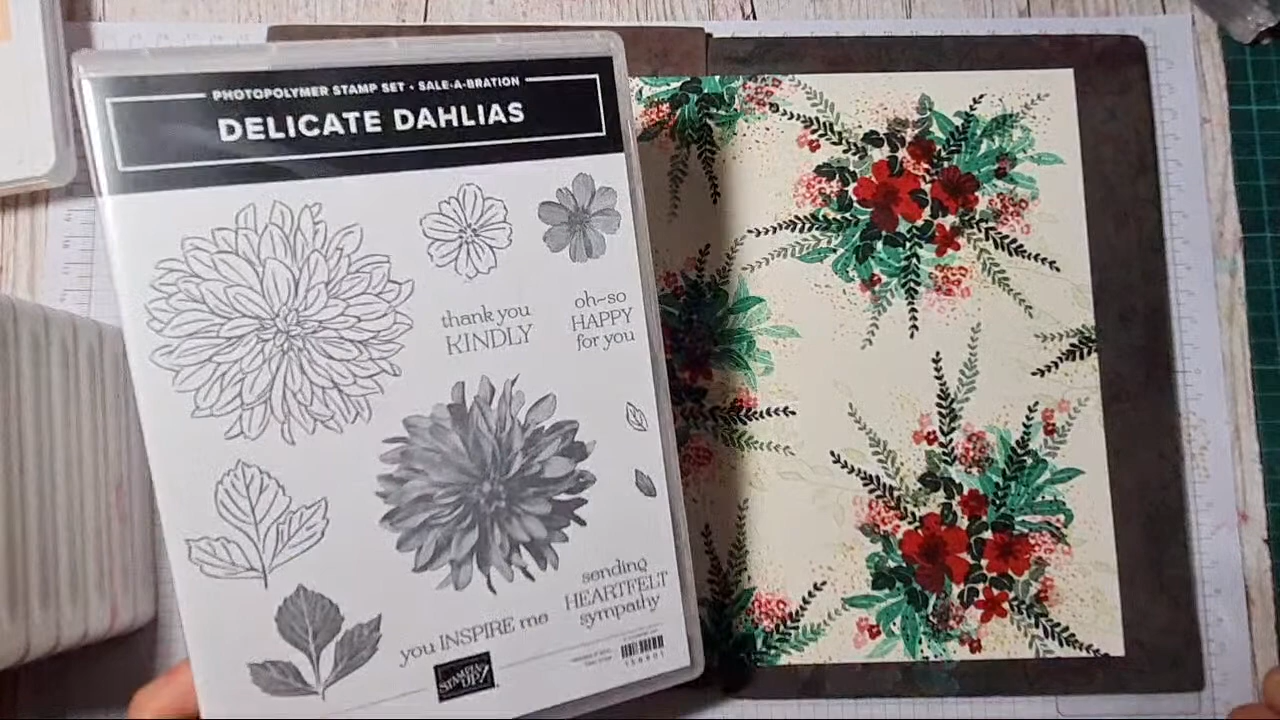 PHOTOPOLYMER STAMP SET • SALE-A-BRATION
DELICATE DAHLIAS
thank you
KINDLY
oh-so
HAPPY
for you
sending
HEARTFELT
sympathy
you INSPIRE me
STAMPIN' UP!